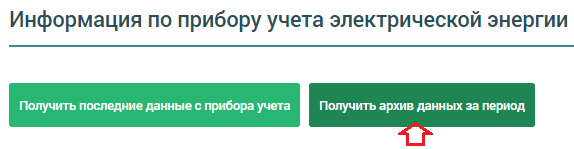 Информация по прибору учета электрической энергии
Получить последние данные с прибора учета
Получить архив данных за период